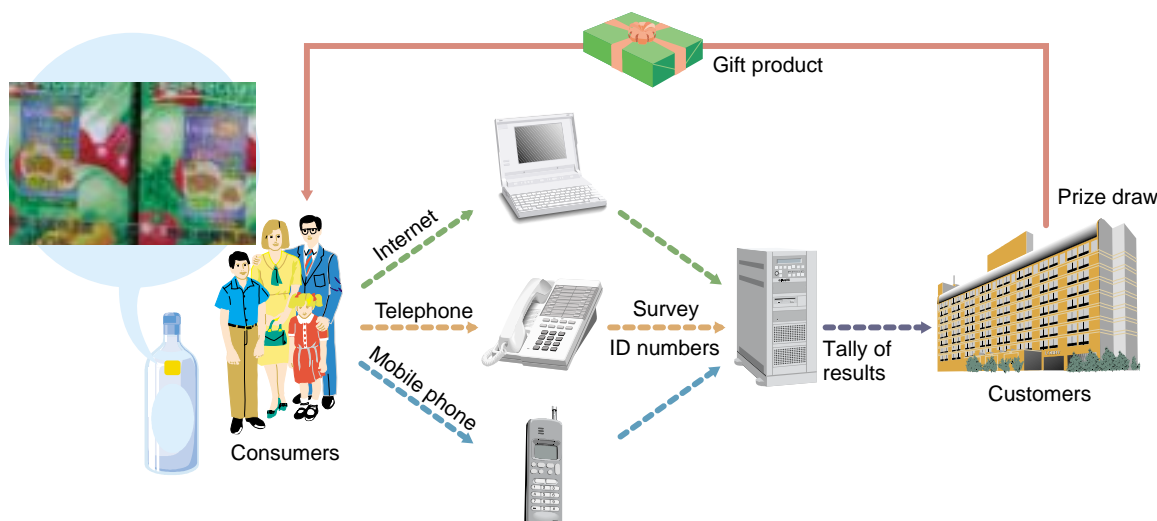 Gift product
Prize draw
Internet
Telephone
Survey
ID numbers
Tally of
results
Mobile phone
Customers
Consumers